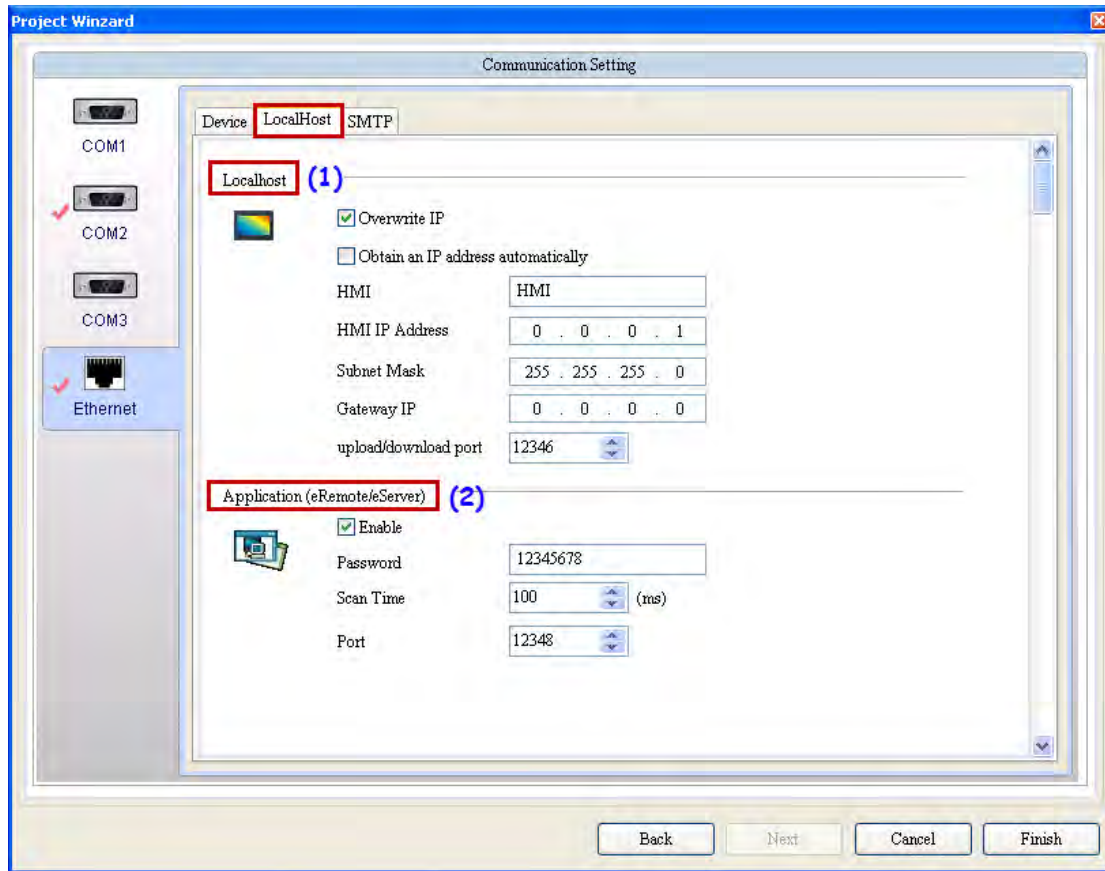 Project Winzard
Communication Setting
COM1
COM2
COM3
Ethernet
Device LocalHost SMTP
Localhost (1)
Overwrite IP
Obtain an IP address automatically
HMI HMI
HMI IP Address 0 . 0 . 0 . 1
Subnet Mask 255 . 255 . 255 . 0
Gateway IP 0 . 0 . 0 . 0
upload/download port 12346
Application (eRemote/eServer) (2)
Enable
Password 12345678
Scan Time 100 (ms)
Port 12348
Back Next Cancel Finish